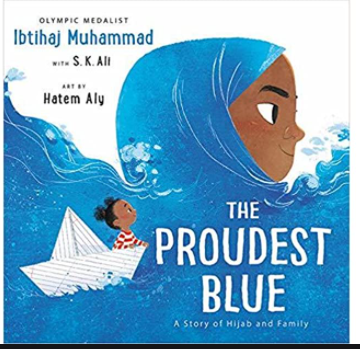 OLYMPIC MEDALIST
Ibtihaj Muhammad
WITH S. K. Ali
ART BY
Hatem Aly
THE
PROUDEST
BLUE
A Story of Hijab and Family